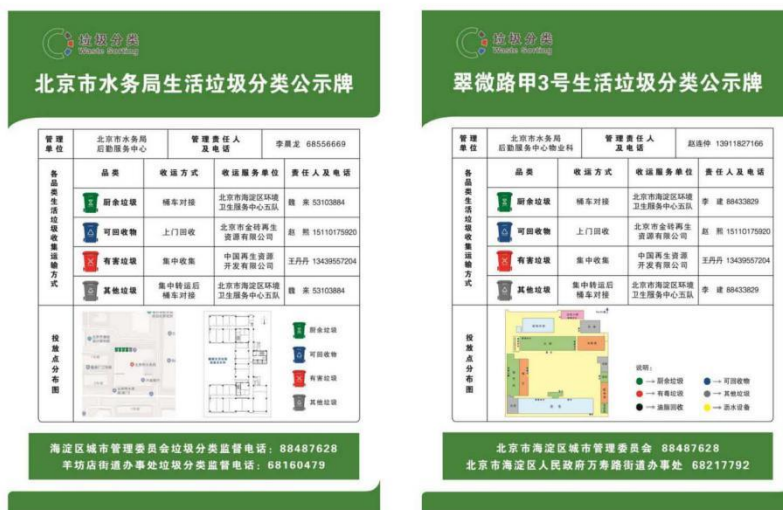 垃圾分类
Waste Sorting
北京市水务局生活垃圾分类公示牌
管理单位
北京市水务局
后勤服务中心
管理责任人
及电话
李晨龙 68556669
各品类生活垃圾收集运输方式
品类 收运方式 收运服务单位 责任人及电话
厨余垃圾 桶车对接 北京市海淀区环境卫生服务中心五队 魏来 53103884
可回收物 上门回收 北京市金砖再生资源有限公司 赵熙 15110175920
有害垃圾 集中收集 中国再生资源开发有限公司 王丹丹 13439557204
其他垃圾 集中转运后桶车对接 北京市海淀区环境卫生服务中心五队 魏来 53103884
投放点分布图
厨余垃圾
可回收物
有害垃圾
其他垃圾
海淀区城市管理委员会垃圾分类监督电话：88487628
羊坊店街道办事处垃圾分类监督电话：68160479
垃圾分类
Waste Sorting
翠微路甲3号生活垃圾分类公示牌
管理单位
北京市水务局
后勤服务中心物业科
管理责任人
及电话
赵连仲 13911827166
各品类生活垃圾收集运输方式
品类 收运方式 收运服务单位 责任人及电话
厨余垃圾 桶车对接 北京市海淀区环境卫生服务中心五队 李建 88433829
可回收物 上门回收 北京市金砖再生资源有限公司 赵熙 15110175920
有害垃圾 集中收集 中国再生资源开发有限公司 王丹丹 13439557204
其他垃圾 集中转运后桶车对接 北京市海淀区环境卫生服务中心五队 李建 88433829
投放点分布图
说明：
厨余垃圾
可回收物
有毒垃圾
其他垃圾
油脂回收
洒水设备
北京市海淀区城市管理委员会 88487628
北京市海淀区人民政府万寿路街道办事处 68217792